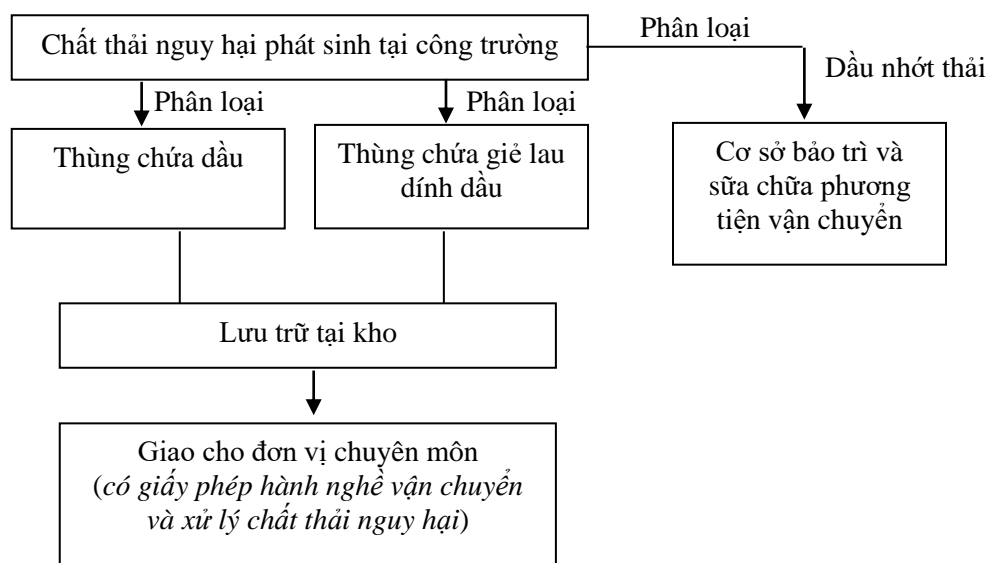 Chất thải nguy hại phát sinh tại công trường
Phân loại
Dầu nhớt thải
Phân loại
Phân loại
Thùng chứa dầu
Thùng chứa giẻ lau
dính dầu
Cơ sở bảo trì và
sữa chữa phương
tiện vận chuyển
Lưu trữ tại kho
Giao cho đơn vị chuyên môn
(có giấy phép hành nghề vận chuyển
và xử lý chất thải nguy hại)